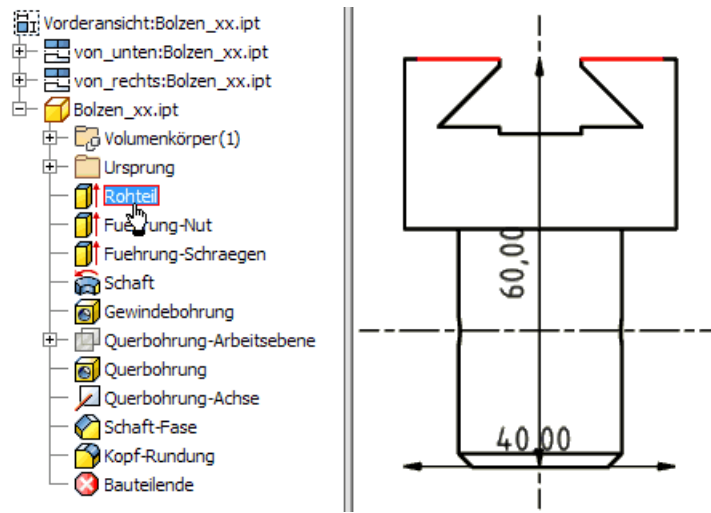 Vorderansicht:Bolzen_xx.ipt
von_unten:Bolzen_xx.ipt
von_rechts:Bolzen_xx.ipt
Bolzen_xx.ipt
Volumenkörper(1)
Ursprung
Rohteil
Fuehrung-Nut
Fuehrung-Schraegen
Schaft
Gewindebohrung
Querbohrung-Arbeitsebene
Querbohrung
Querbohrung-Achse
Schaft-Fase
Kopf-Rundung
Bauteilende
60,00
40,00